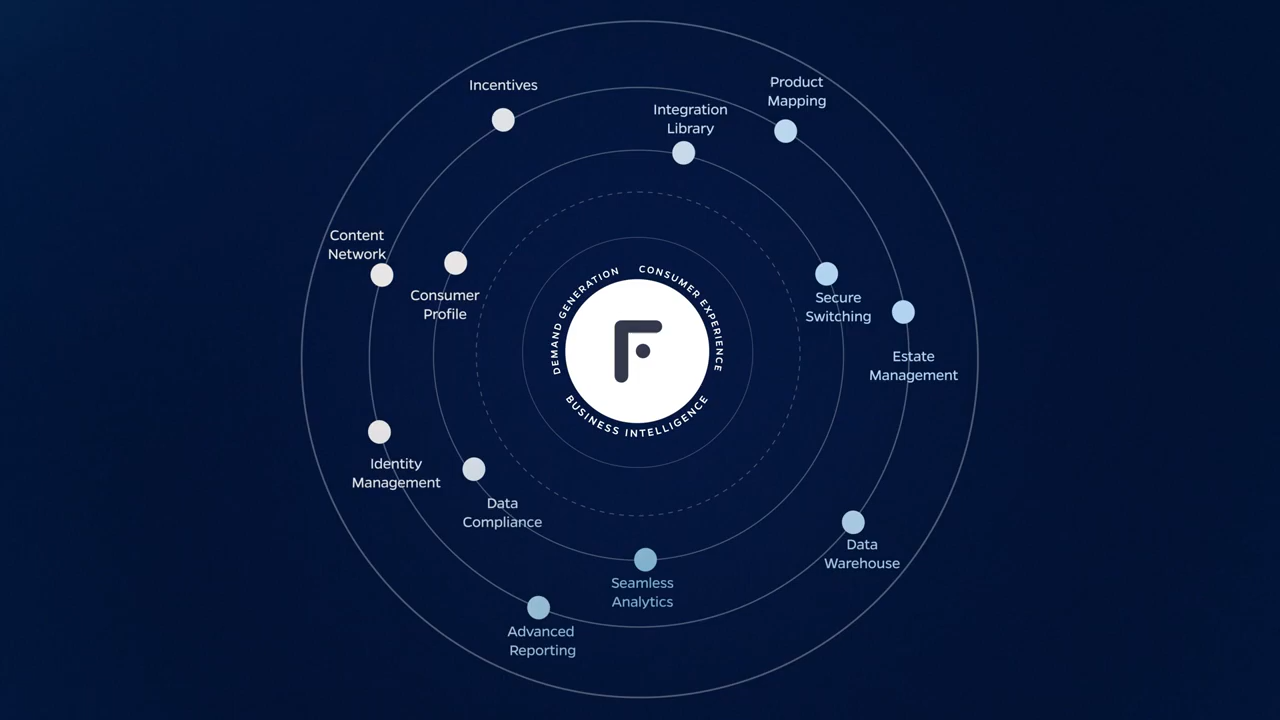 Incentives
Product
Mapping
Integration
Library
Content
Network
Consumer
Profile
DEMAND GENERATION
CONSUMER EXPERIENCE
BUSINESS INTELLIGENCE
Secure
Switching
Estate
Management
Identity
Management
Data
Compliance
Data
Warehouse
Seamless
Analytics
Advanced
Reporting